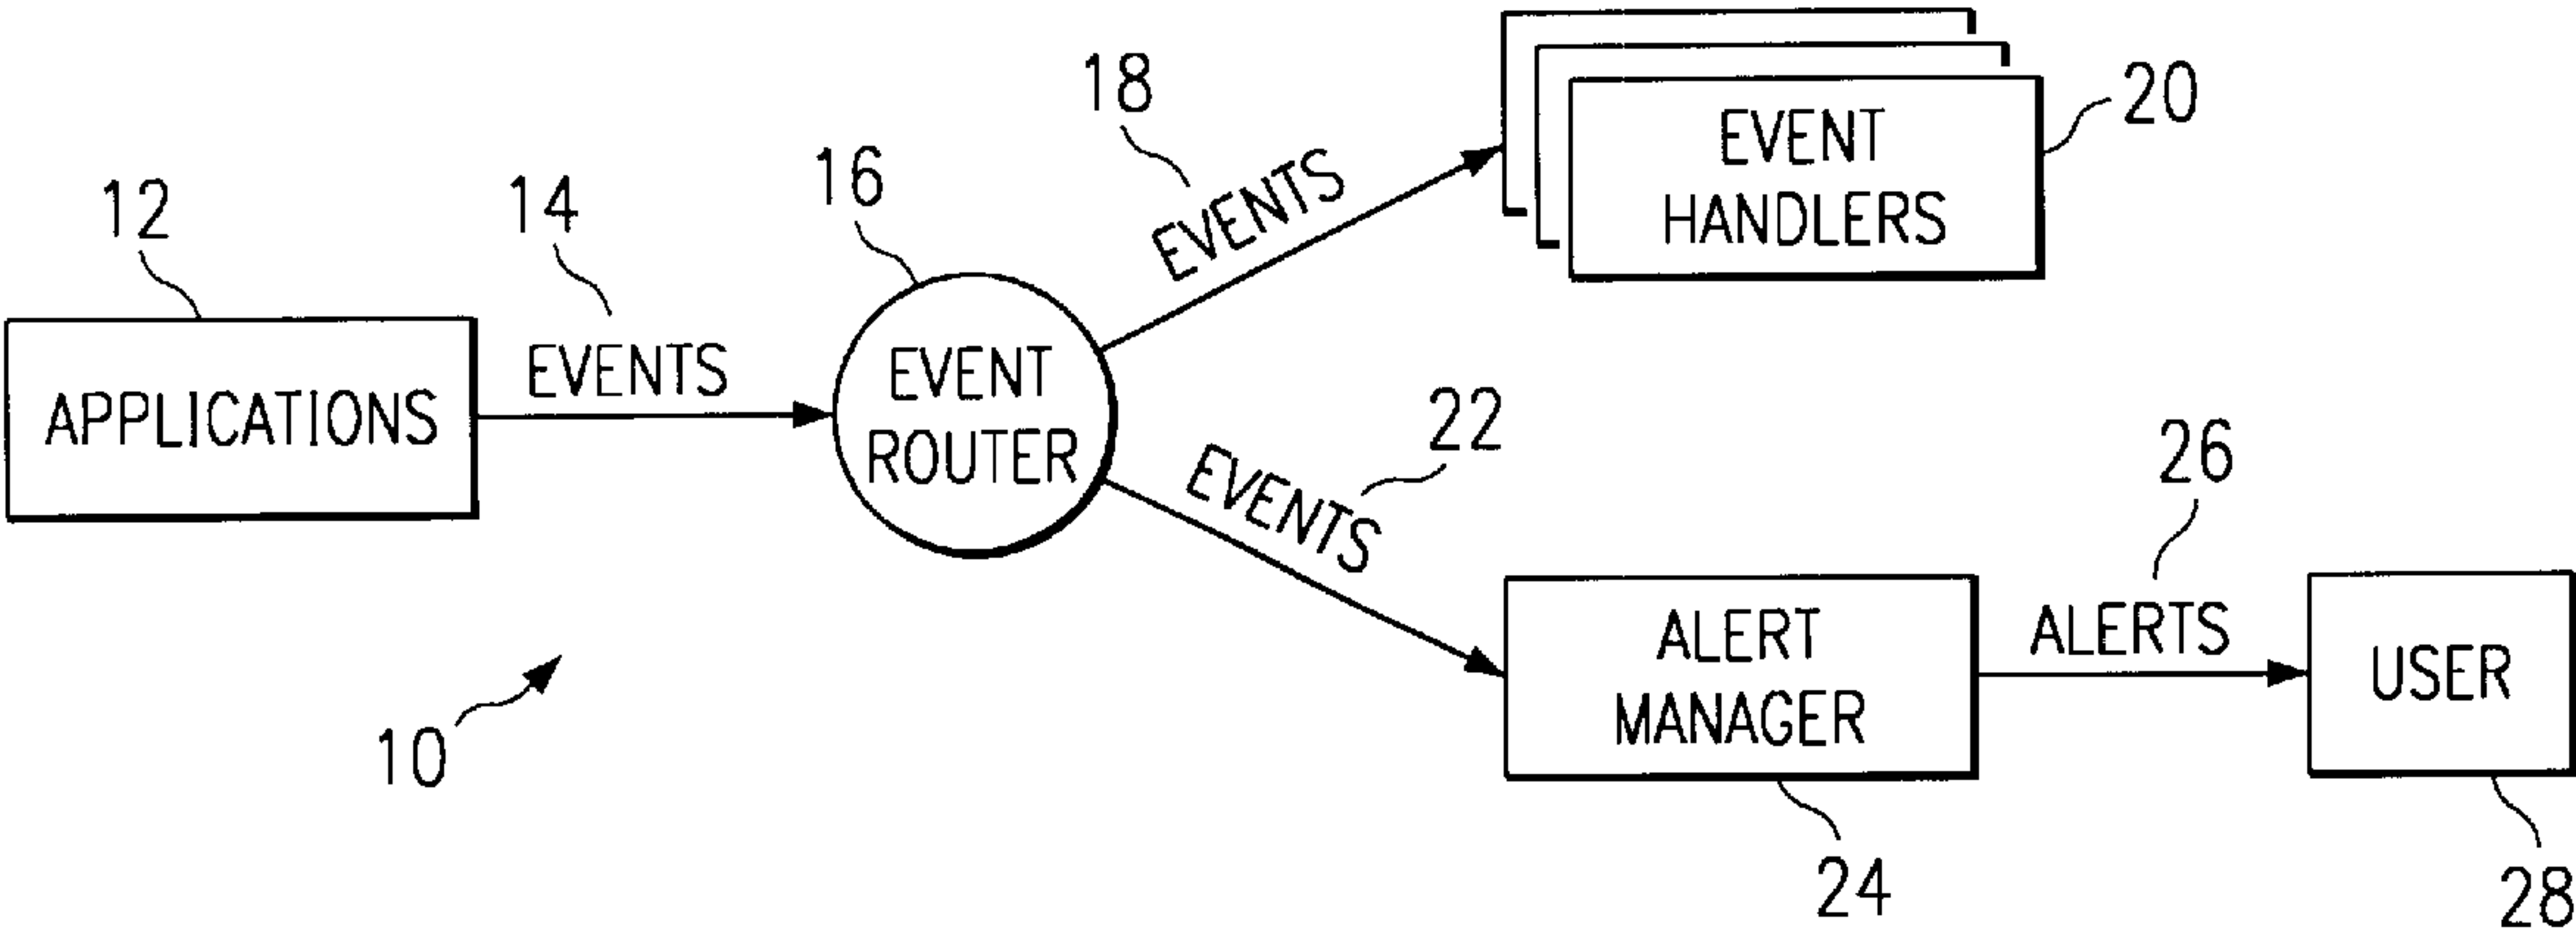 12
APPLICATIONS
14
EVENTS
16
EVENT
ROUTER
18
EVENTS
EVENT
HANDLERS
20
EVENTS
22
ALERT
MANAGER
24
26
ALERTS
USER
28
10